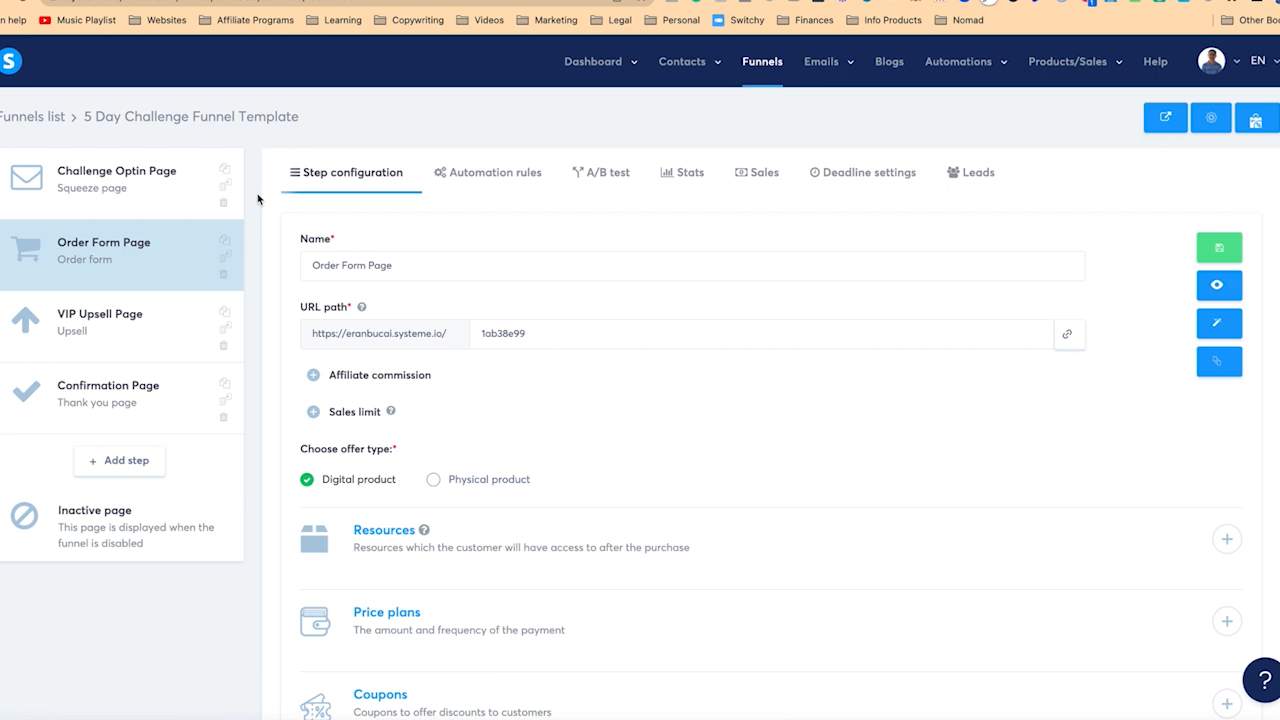 n help Music Playlist Websites Affiliate Programs Learning Copywriting Videos Marketing Legal Personal Switchy Finances Info Products Nomad Other Boo
S Dashboard Contacts Funnels Emails Blogs Automations Products/Sales Help EN
Funnels list > 5 Day Challenge Funnel Template
Challenge Optin Page
Squeeze page
Order Form Page
Order form
VIP Upsell Page
Upsell
Confirmation Page
Thank you page
+ Add step
Inactive page
This page is displayed when the
funnel is disabled
Step configuration Automation rules A/B test Stats Sales Deadline settings Leads
Name*
Order Form Page
URL path* ?
https://eranbucai.systeme.io/ 1ab38e99
Affiliate commission
Sales limit ?
Choose offer type:*
Digital product Physical product
Resources ?
Resources which the customer will have access to after the purchase
Price plans
The amount and frequency of the payment
Coupons
Coupons to offer discounts to customers
?